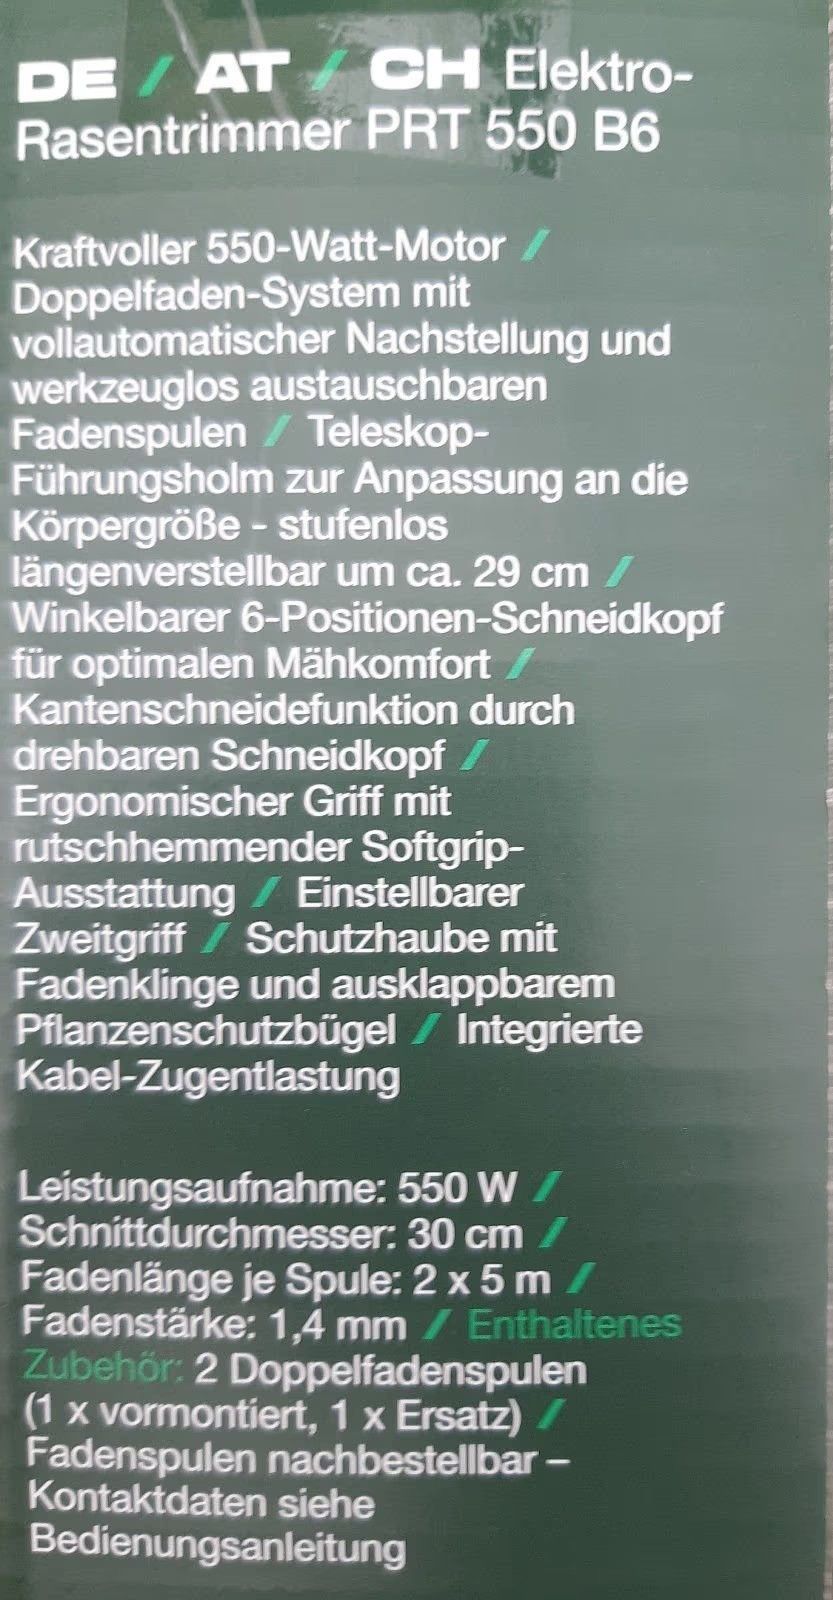 DE / AT / CH Elektro-
Rasentrimmer PRT 550 B6
Kraftvoller 550-Watt-Motor /
Doppelfaden-System mit
vollautomatischer Nachstellung und
werkzeuglos austauschbaren
Fadenspulen / Teleskop-
Führungsholm zur Anpassung an die
Körpergröße - stufenlos
längenverstellbar um ca. 29 cm /
Winkelbarer 6-Positionen-Schneidkopf
für optimalen Mähkomfort /
Kantenschneidefunktion durch
drehbaren Schneidkopf /
Ergonomischer Griff mit
rutschhemmender Softgrip-
Ausstattung / Einstellbarer
Zweitgriff / Schutzhaube mit
Fadenklinge und ausklappbarem
Pflanzenschutzbügel / Integrierte
Kabel-Zugentlastung
Leistungsaufnahme: 550 W /
Schnittdurchmesser: 30 cm /
Fadenlänge je Spule: 2 x 5 m /
Fadenstärke: 1,4 mm / Enthaltenes
Zubehör: 2 Doppelfadenspulen
(1 x vormontiert, 1 x Ersatz) /
Fadenspulen nachbestellbar –
Kontaktdaten siehe
Bedienungsanleitung